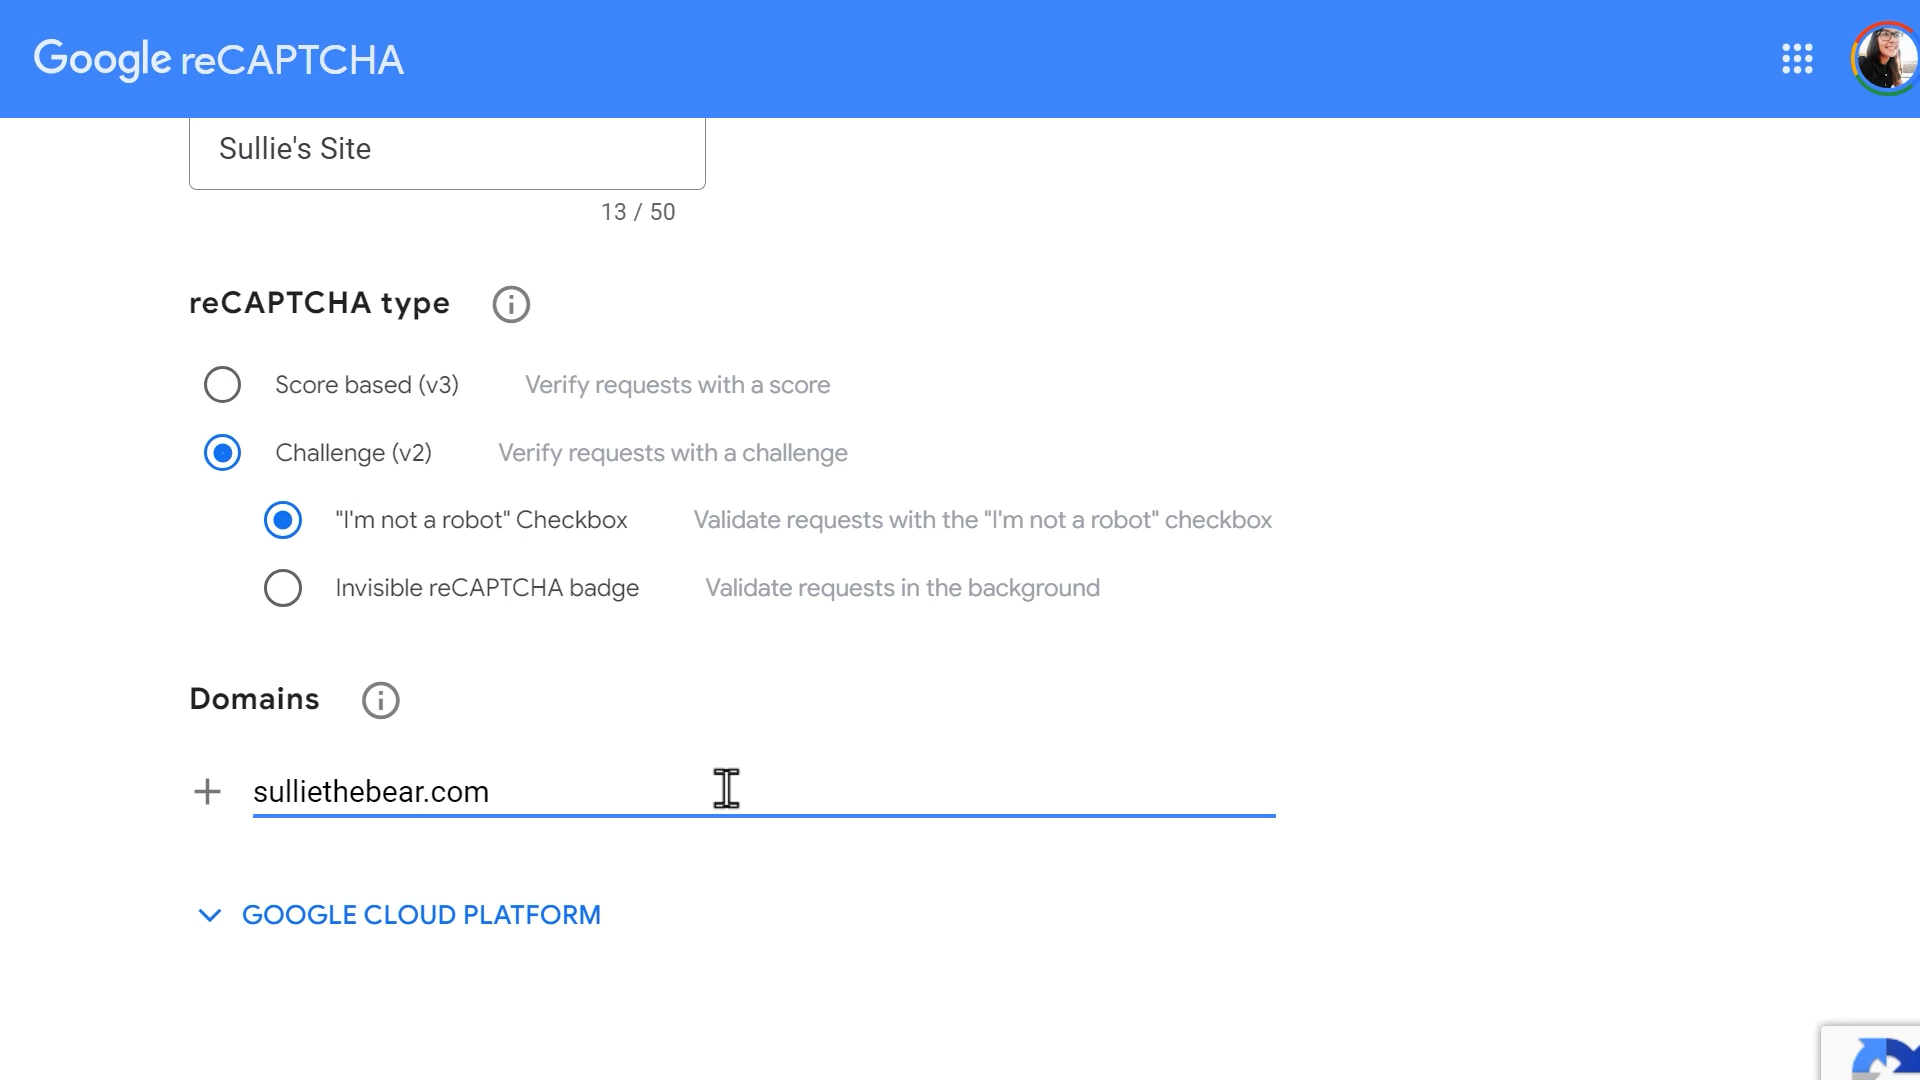 Google reCAPTCHA
Sullie's Site
13 / 50
reCAPTCHA type
Score based (v3) Verify requests with a score
Challenge (v2) Verify requests with a challenge
"I'm not a robot" Checkbox Validate requests with the "I'm not a robot" checkbox
Invisible reCAPTCHA badge Validate requests in the background
Domains
sulliethebear.com
GOOGLE CLOUD PLATFORM